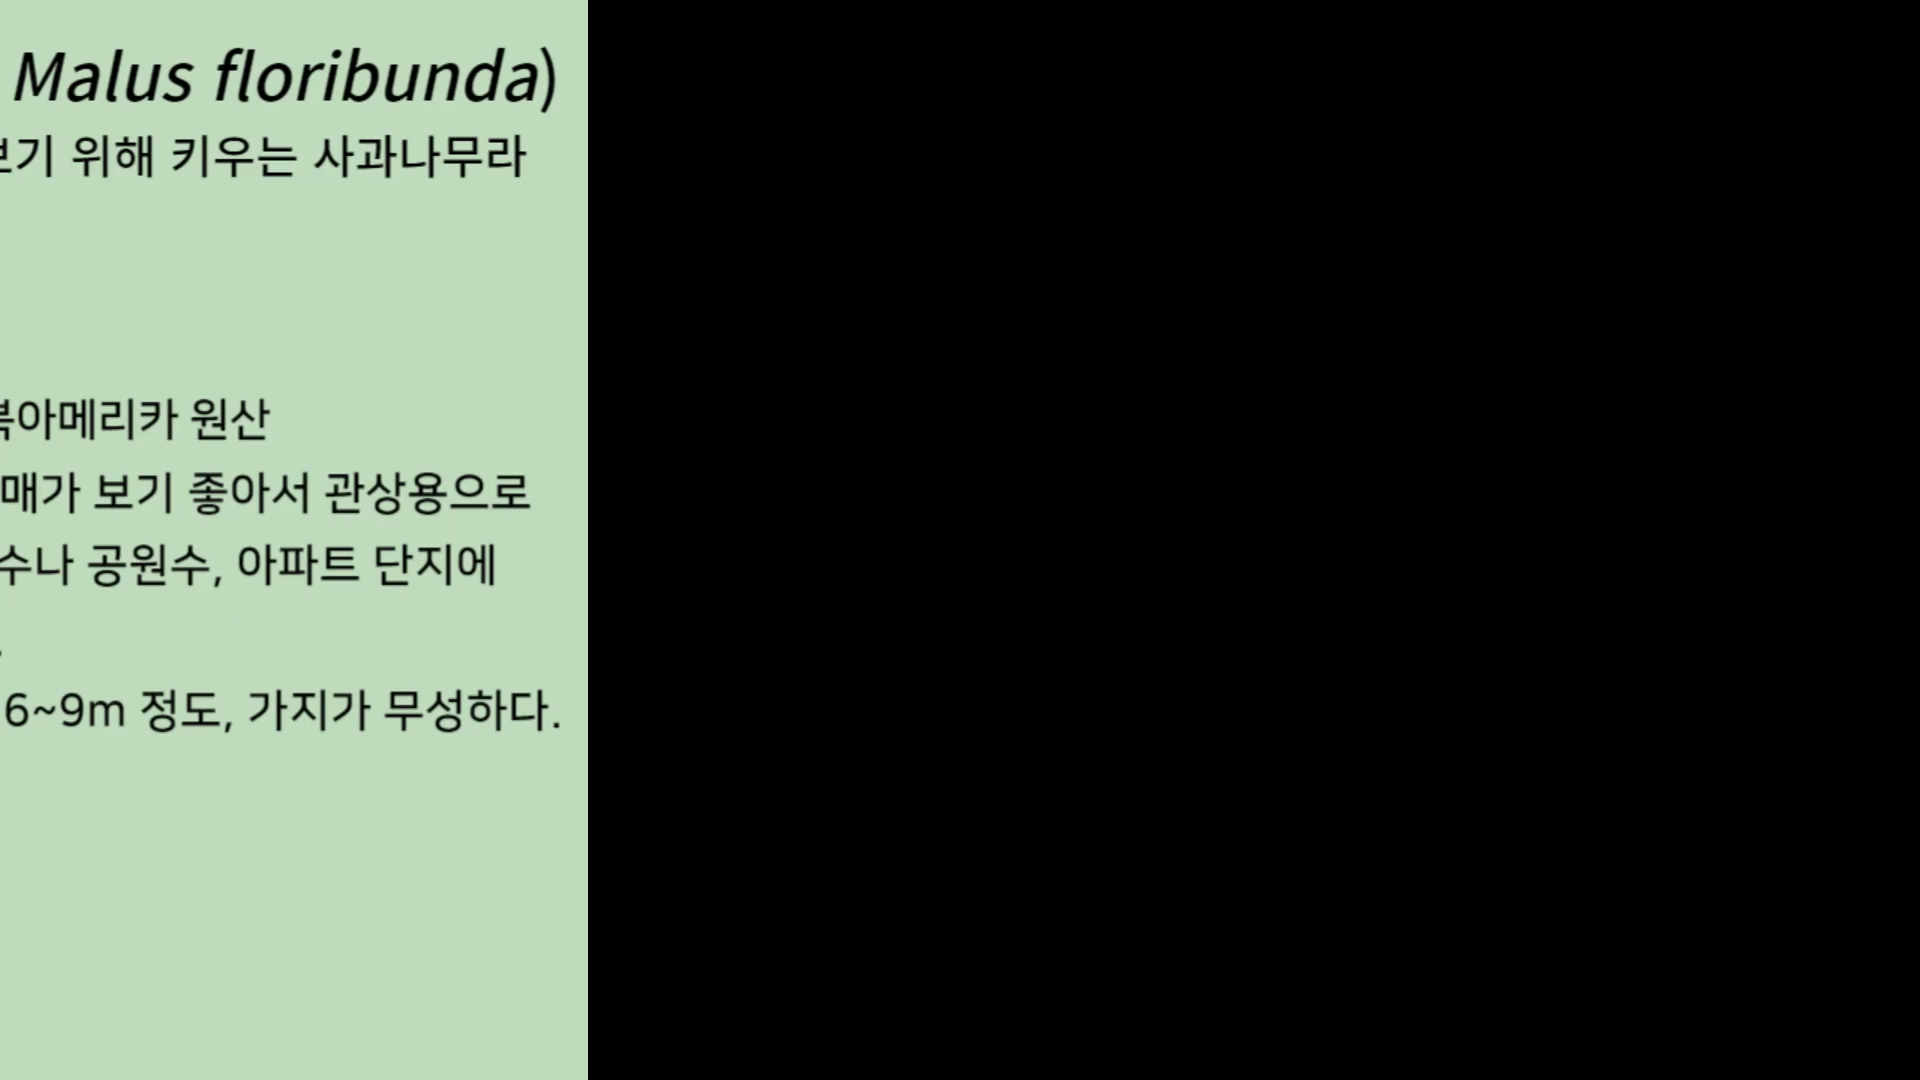 Malus floribunda)
보기 위해 키우는 사과나무라
북아메리카 원산
매가 보기 좋아서 관상용으로
수나 공원수, 아파트 단지에
.
6~9m 정도, 가지가 무성하다.